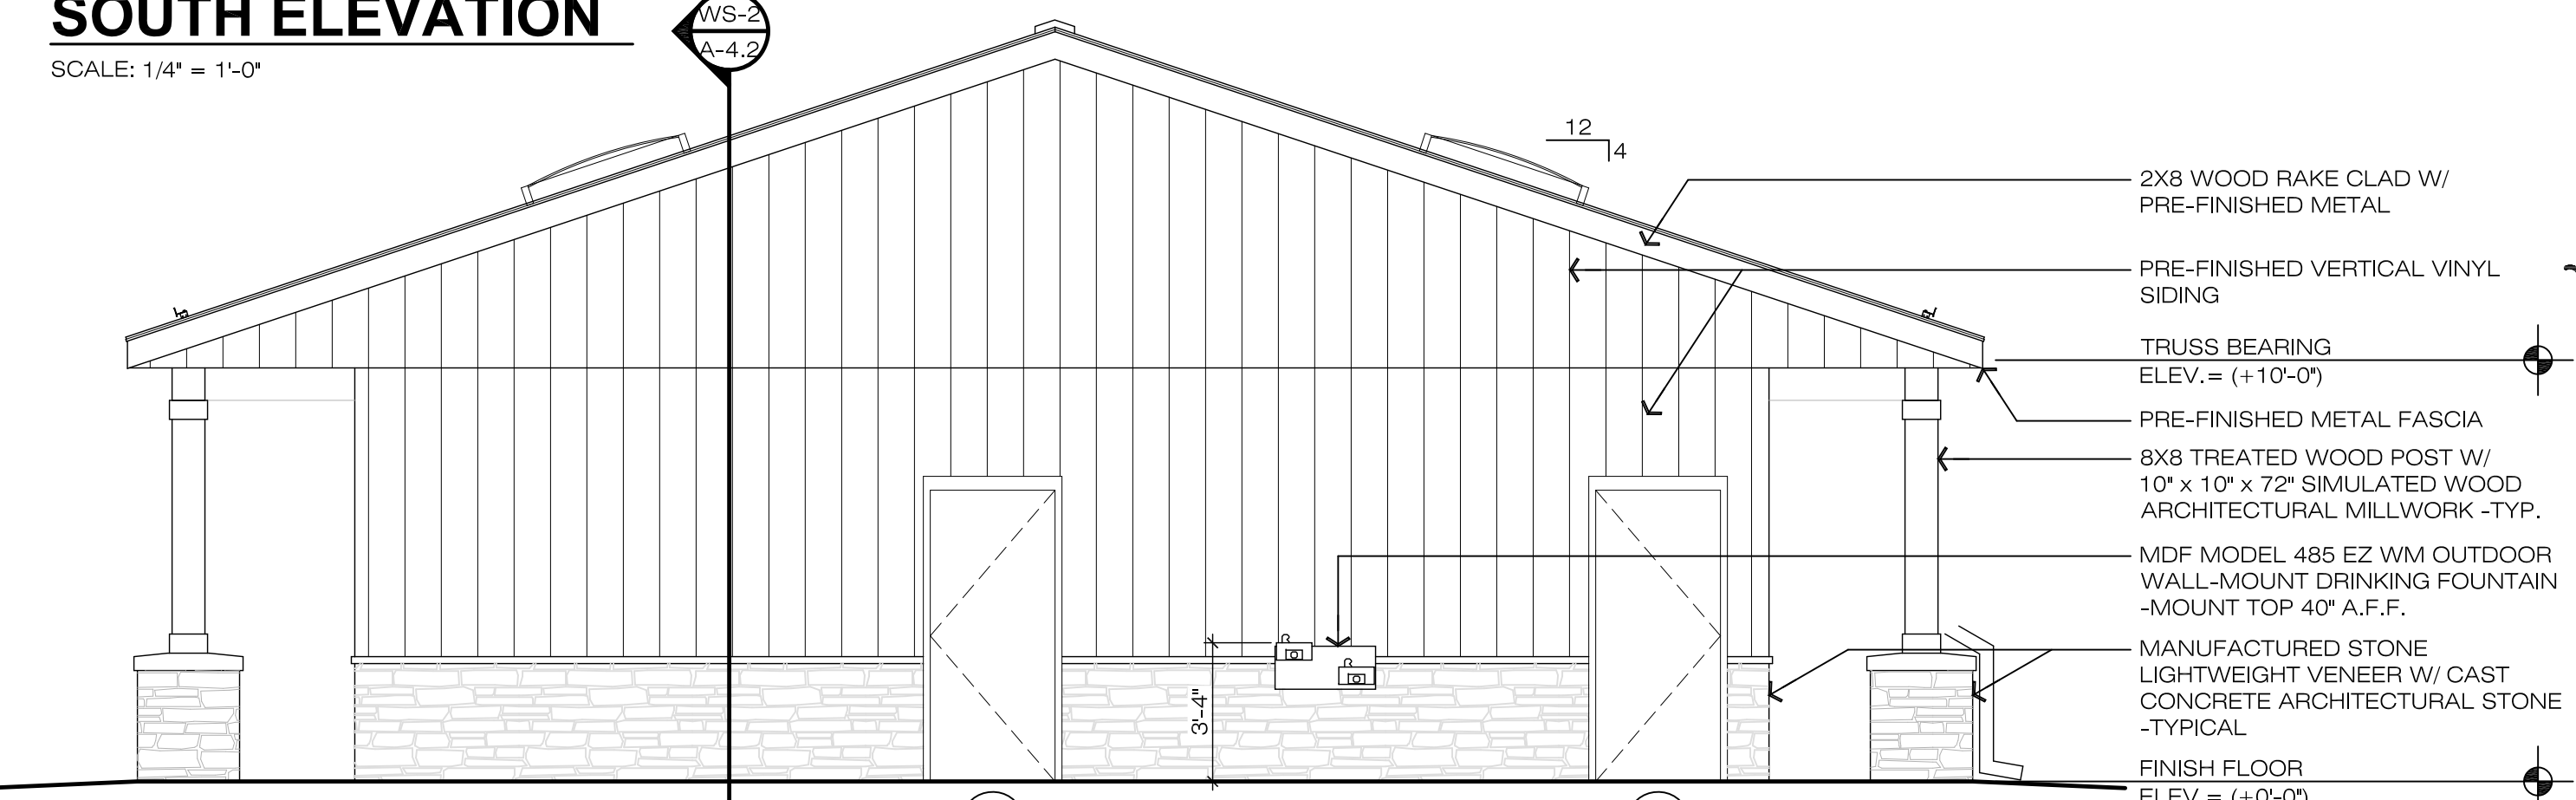 SOUTH ELEVATION
SCALE: 1/4" = 1'-0"
WS-2
A-4.2
12
4
2X8 WOOD RAKE CLAD W/
PRE-FINISHED METAL
PRE-FINISHED VERTICAL VINYL
SIDING
TRUSS BEARING
ELEV.= (+10'-0")
PRE-FINISHED METAL FASCIA
8X8 TREATED WOOD POST W/
10" x 10" x 72" SIMULATED WOOD
ARCHITECTURAL MILLWORK -TYP.
MDF MODEL 485 EZ WM OUTDOOR
WALL-MOUNT DRINKING FOUNTAIN
-MOUNT TOP 40" A.F.F.
MANUFACTURED STONE
LIGHTWEIGHT VENEER W/ CAST
CONCRETE ARCHITECTURAL STONE
-TYPICAL
3'-4"
FINISH FLOOR
ELEV.= (+0'-0")